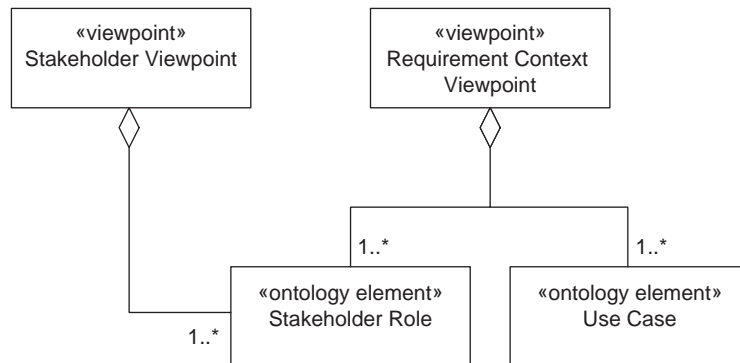 «viewpoint»
Stakeholder Viewpoint
«viewpoint»
Requirement Context
Viewpoint
1..*
1..*
«ontology element»
Stakeholder Role
«ontology element»
Use Case
1..*